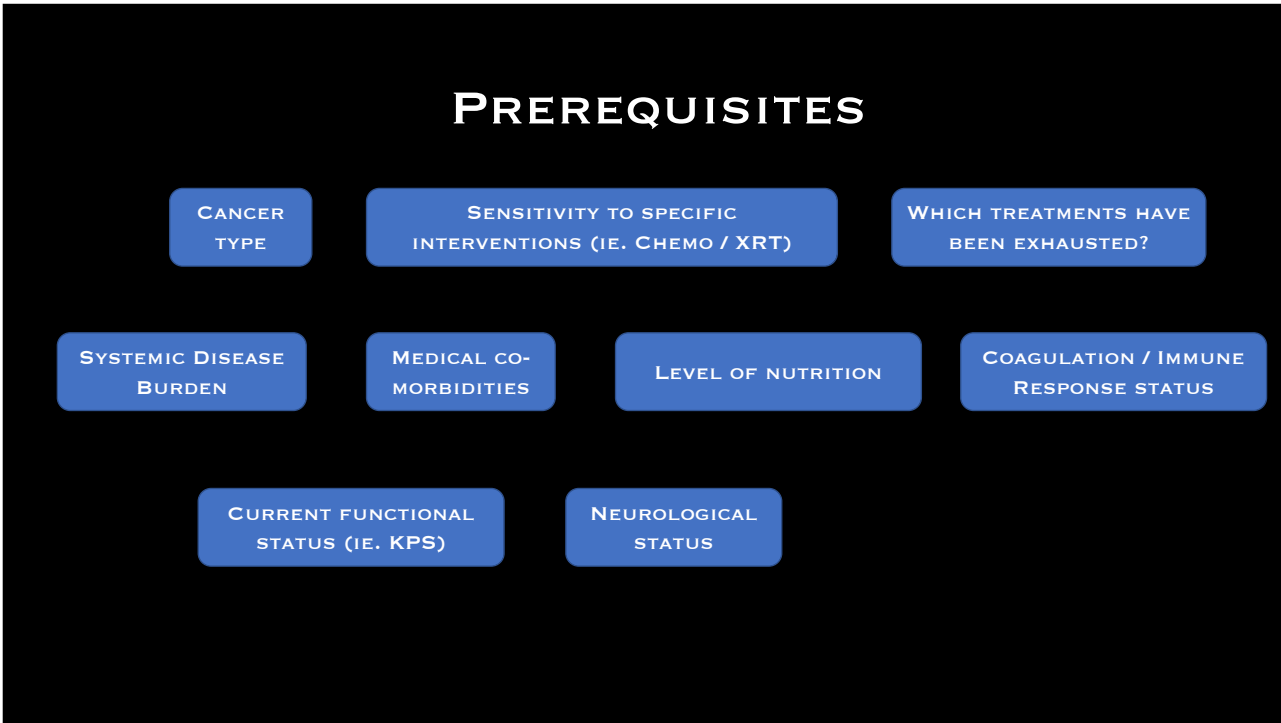 Prerequisites
Cancer
type
Sensitivity to specific
interventions (ie. Chemo / XRT)
Which treatments have
been exhausted?
Systemic Disease
Burden
Medical co-
morbidities
Level of nutrition
Coagulation / Immune
Response status
Current functional
status (ie. KPS)
Neurological
status